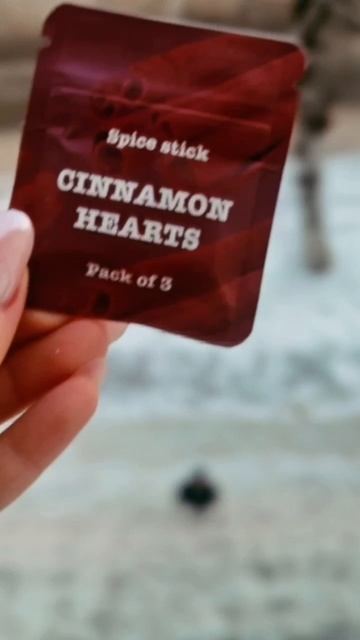 Spice stick
CINNAMON
HEARTS
Pack of 3